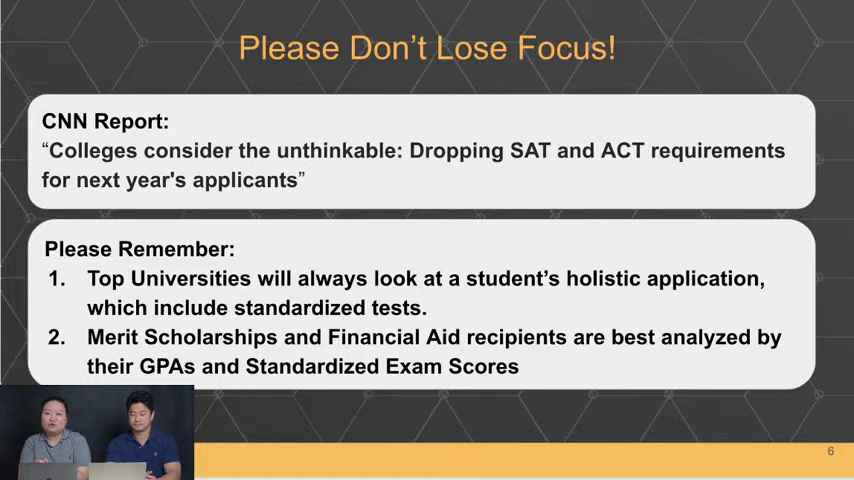 Please Don’t Lose Focus!
CNN Report:
“Colleges consider the unthinkable: Dropping SAT and ACT requirements
for next year's applicants”
Please Remember:
1. Top Universities will always look at a student’s holistic application,
which include standardized tests.
2. Merit Scholarships and Financial Aid recipients are best analyzed by
their GPAs and Standardized Exam Scores
6